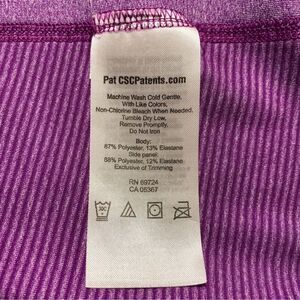 Pat CSCPatents.com
Machine Wash Cold Gentle,
With Like Colors,
Non-Chlorine Bleach When Needed,
Tumble Dry Low,
Remove Promptly,
Do Not Iron
Body:
87% Polyester, 13% Elastane
Side panel:
88% Polyester, 12% Elastane
Exclusive of Trimming
RN 69724
CA 05367
30C